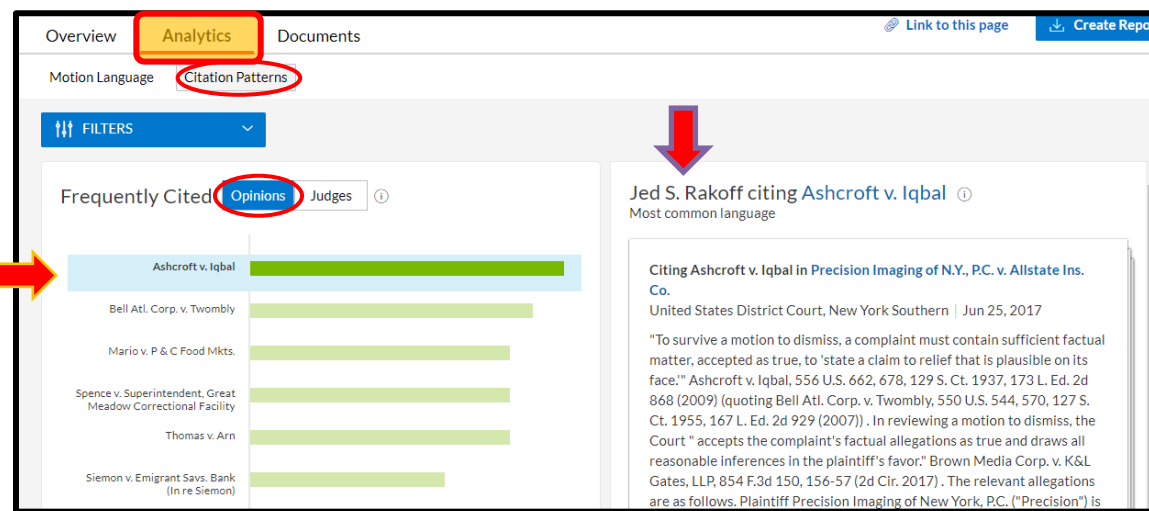 Overview Analytics Documents
Link to this page
Create Repo
Motion Language Citation Patterns
FILTERS
Frequently Cited Opinions Judges
Ashcroft v. Iqbal
Bell Atl. Corp. v. Twombly
Mario v. P & C Food Mkts.
Spence v. Superintendent, Great
Meadow Correctional Facility
Thomas v. Arn
Siemon v. Emigrant Savs. Bank
(In re Siemon)
Jed S. Rakoff citing Ashcroft v. Iqbal
Most common language
Citing Ashcroft v. Iqbal in Precision Imaging of N.Y., P.C. v. Allstate Ins.
Co.
United States District Court, New York Southern | Jun 25, 2017
"To survive a motion to dismiss, a complaint must contain sufficient factual
matter, accepted as true, to 'state a claim to relief that is plausible on its
face.'" Ashcroft v. Iqbal, 556 U.S. 662, 678, 129 S. Ct. 1937, 173 L. Ed. 2d
868 (2009) (quoting Bell Atl. Corp. v. Twombly, 550 U.S. 544, 570, 127 S.
Ct. 1955, 167 L. Ed. 2d 929 (2007)) . In reviewing a motion to dismiss, the
Court " accepts the complaint's factual allegations as true and draws all
reasonable inferences in the plaintiff's favor." Brown Media Corp. v. K&L
Gates, LLP, 854 F.3d 150, 156-57 (2d Cir. 2017) . The relevant allegations
are as follows. Plaintiff Precision Imaging of New York, P.C. ("Precision") is